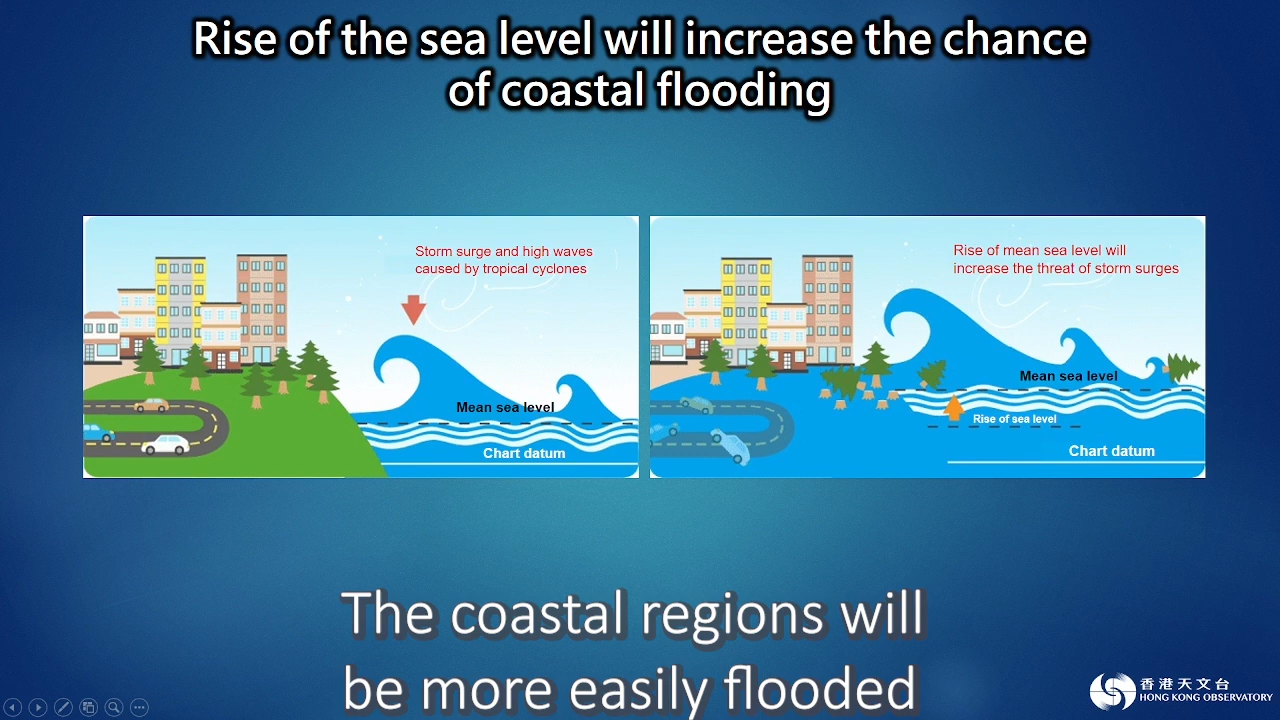 Rise of the sea level will increase the chance
of coastal flooding
Storm surge and high waves
caused by tropical cyclones
Mean sea level
Chart datum
Rise of mean sea level will
increase the threat of storm surges
Mean sea level
Rise of sea level
Chart datum
The coastal regions will
be more easily flooded
香港天文台
HONG KONG OBSERVATORY